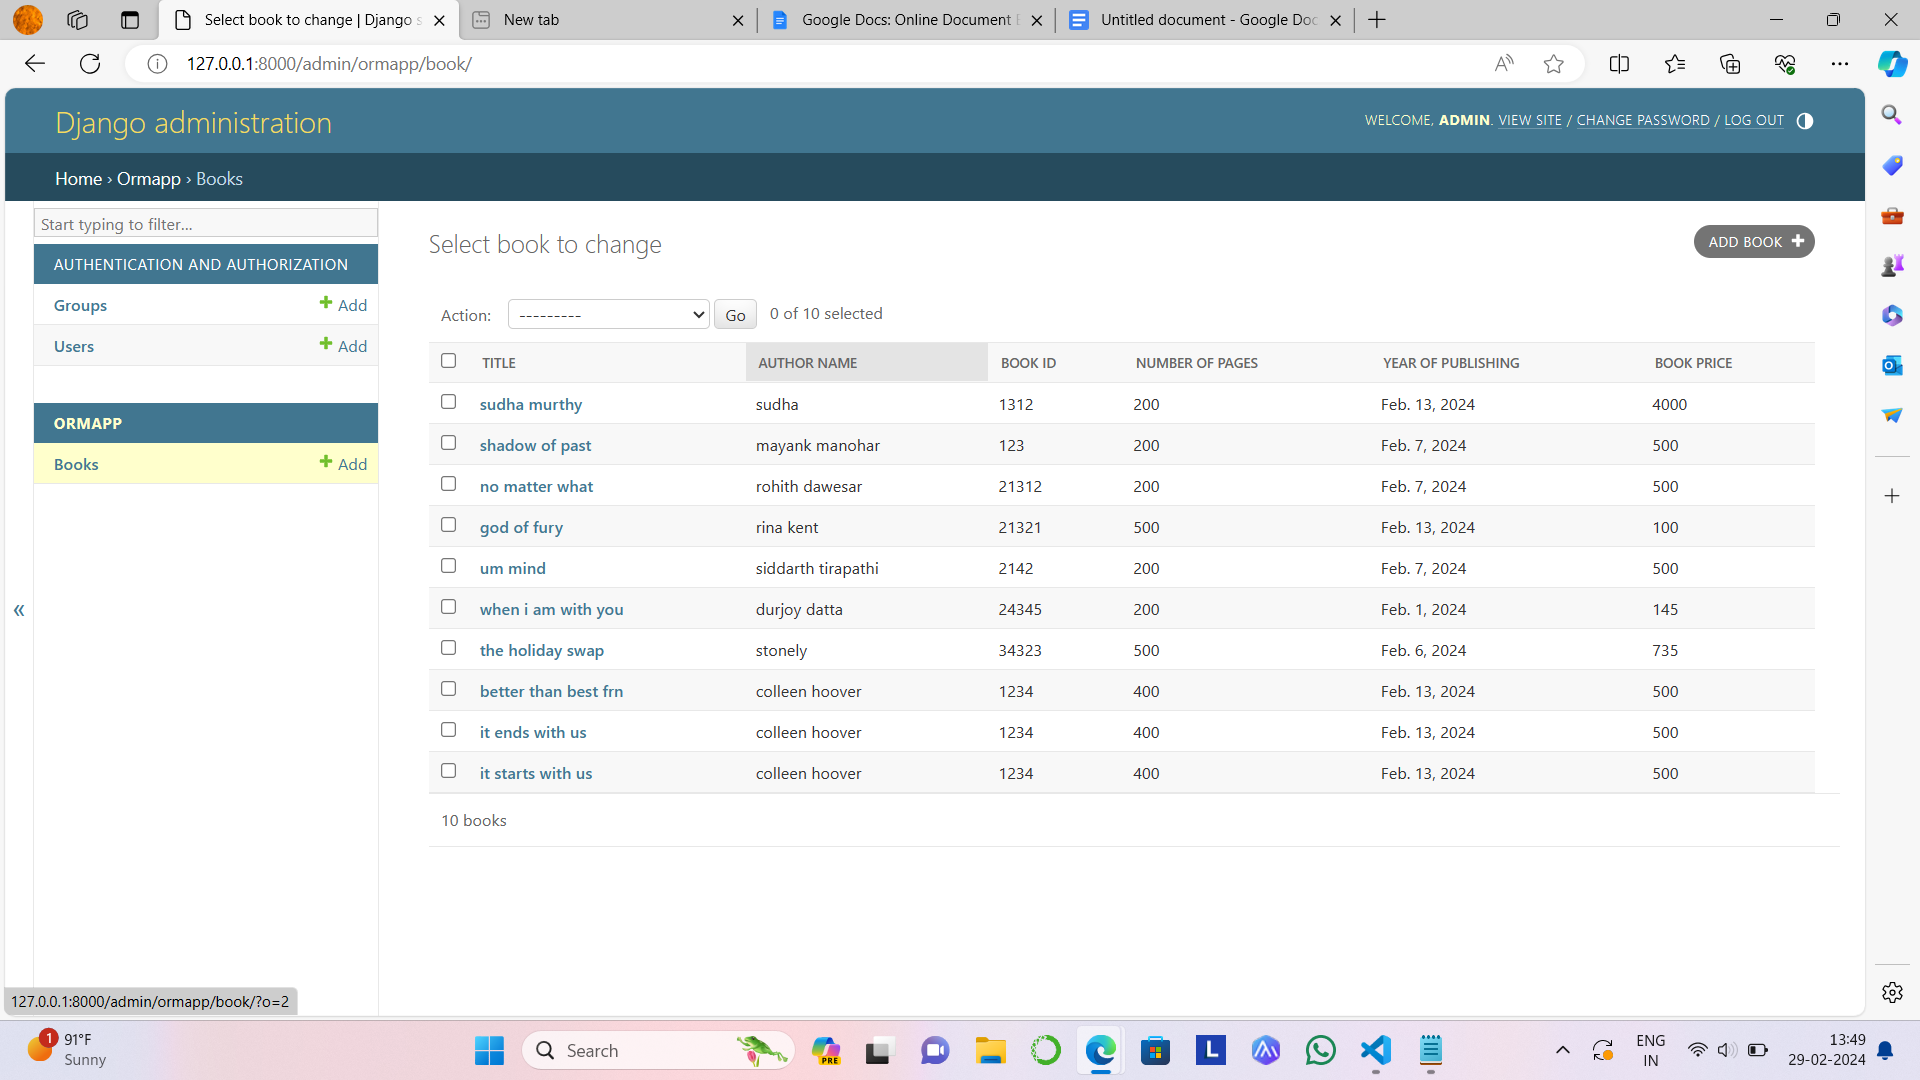 Select book to change | Django s
New tab
Google Docs: Online Document E
Untitled document - Google Doc
127.0.0.1:8000/admin/ormapp/book/
Django administration
WELCOME, ADMIN. VIEW SITE / CHANGE PASSWORD / LOG OUT
Home › Ormapp › Books
Start typing to filter...
AUTHENTICATION AND AUTHORIZATION
Groups Add
Users Add
ORMAPP
Books Add
«
Select book to change
ADD BOOK
Action: --------- Go 0 of 10 selected
TITLE AUTHOR NAME BOOK ID NUMBER OF PAGES YEAR OF PUBLISHING BOOK PRICE
sudha murthy sudha 1312 200 Feb. 13, 2024 4000
shadow of past mayank manohar 123 200 Feb. 7, 2024 500
no matter what rohith dawesar 21312 200 Feb. 7, 2024 500
god of fury rina kent 21321 500 Feb. 13, 2024 100
um mind siddarth tirapathi 2142 200 Feb. 7, 2024 500
when i am with you durjoy datta 24345 200 Feb. 1, 2024 145
the holiday swap stonely 34323 500 Feb. 6, 2024 735
better than best frn colleen hoover 1234 400 Feb. 13, 2024 500
it ends with us colleen hoover 1234 400 Feb. 13, 2024 500
it starts with us colleen hoover 1234 400 Feb. 13, 2024 500
10 books
127.0.0.1:8000/admin/ormapp/book/?o=2
1
91°F
Sunny
Search
PRE
L
ENG
IN
13:49
29-02-2024